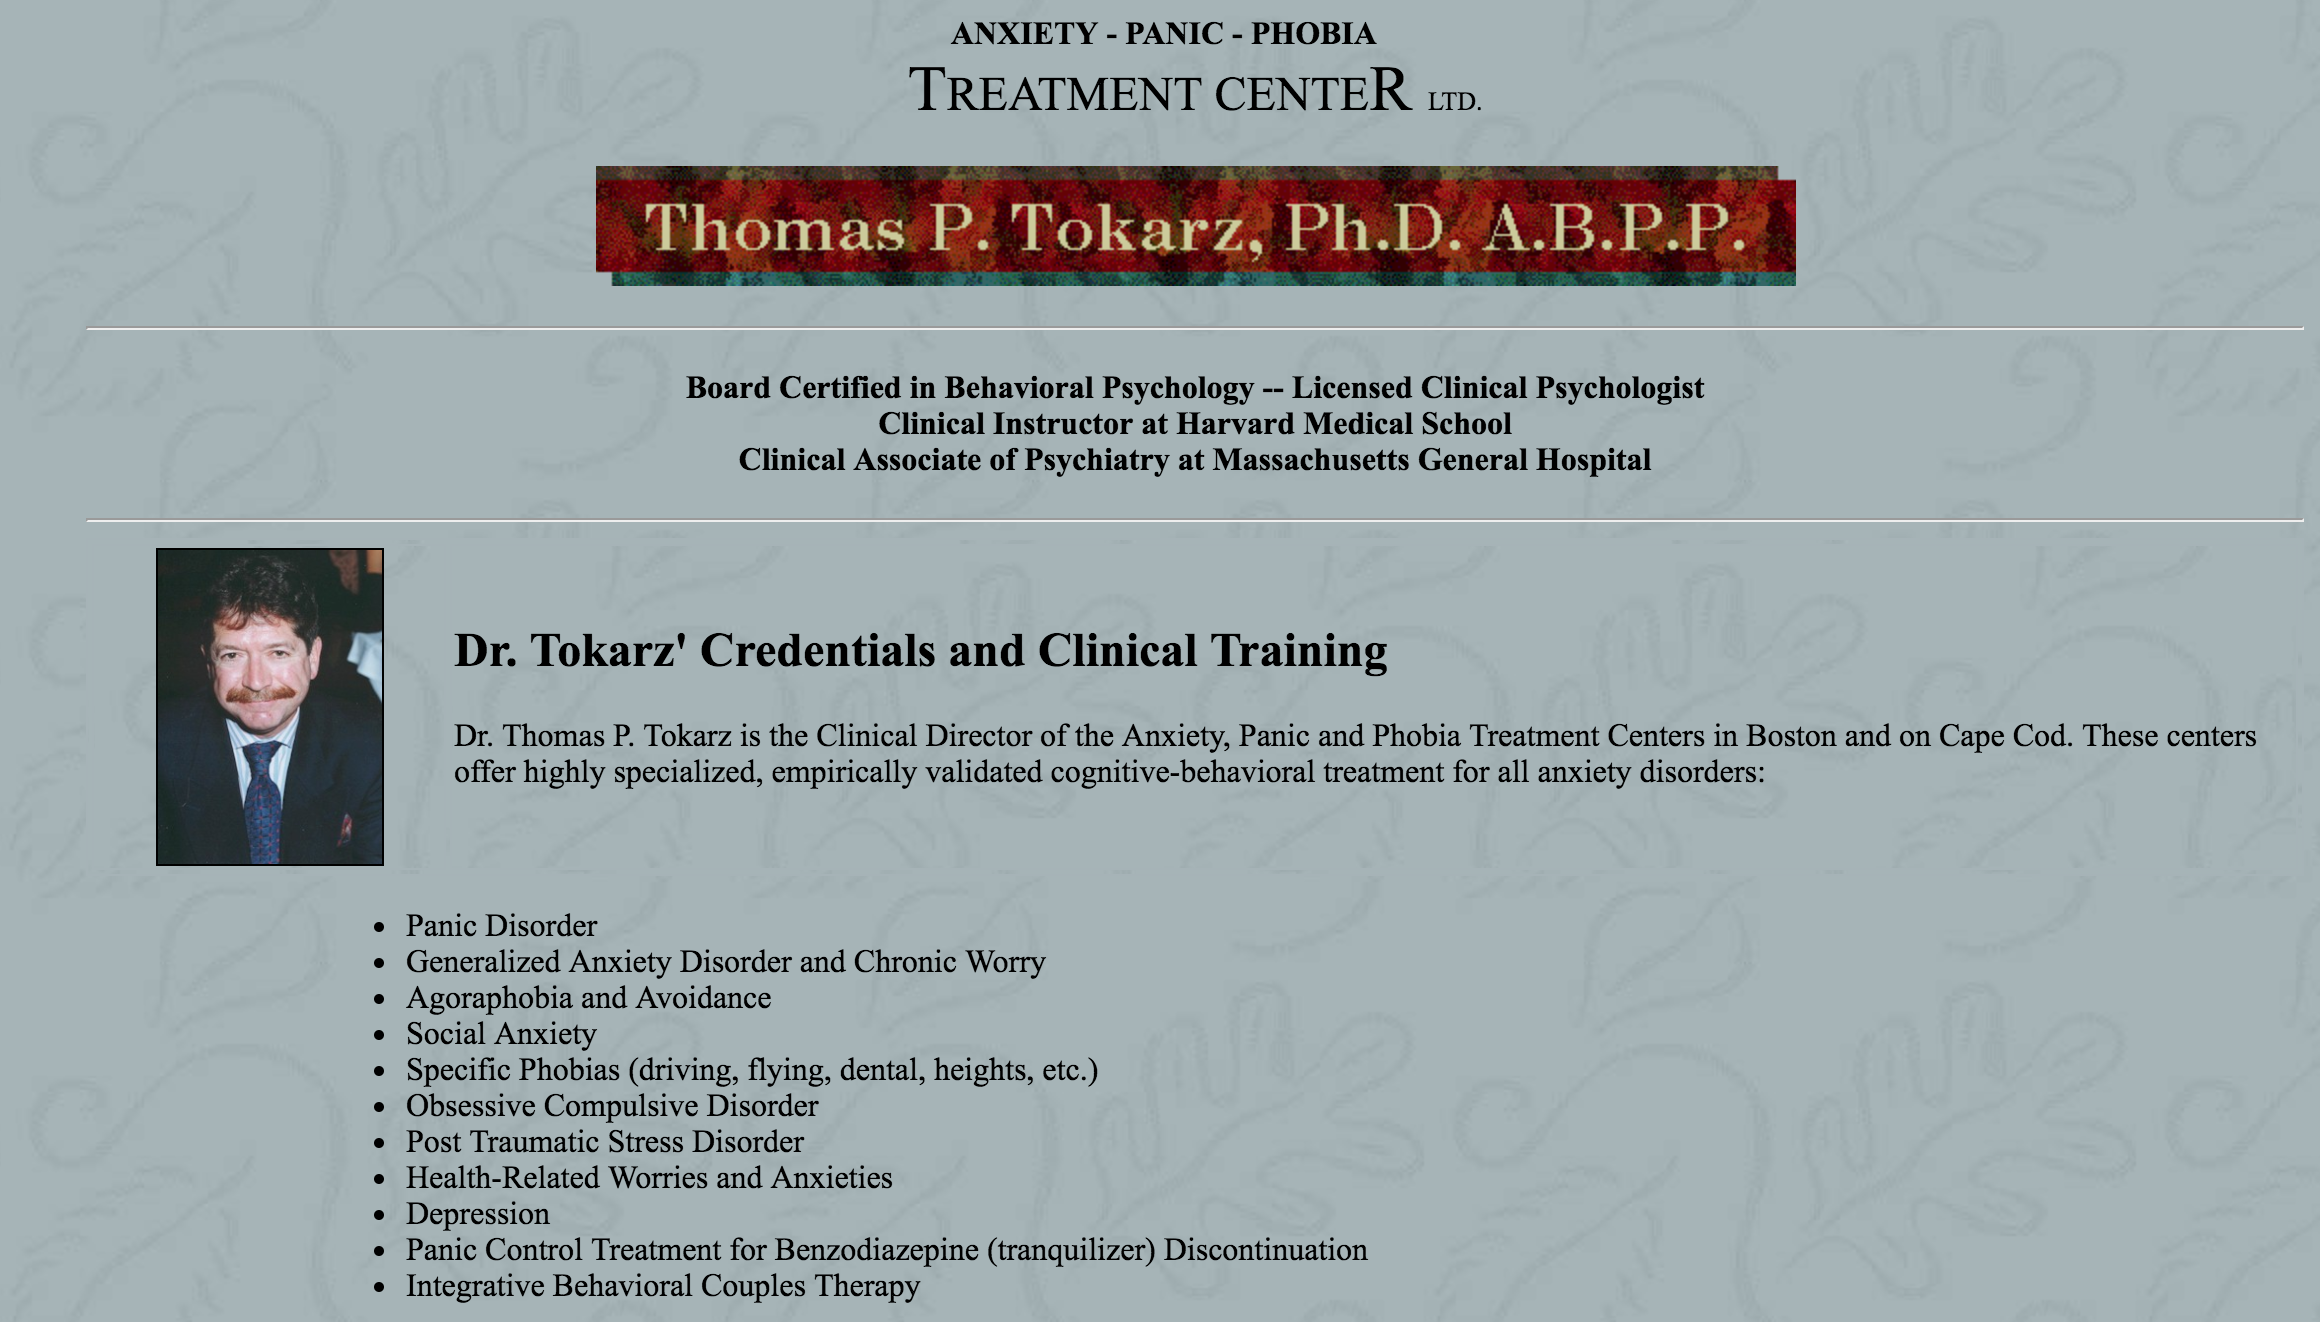 ANXIETY - PANIC - PHOBIA
TREATMENT CENTER LTD.
Thomas P. Tokarz, Ph.D. A.B.P.P.
Board Certified in Behavioral Psychology -- Licensed Clinical Psychologist
Clinical Instructor at Harvard Medical School
Clinical Associate of Psychiatry at Massachusetts General Hospital
Dr. Tokarz' Credentials and Clinical Training
Dr. Thomas P. Tokarz is the Clinical Director of the Anxiety, Panic and Phobia Treatment Centers in Boston and on Cape Cod. These centers
offer highly specialized, empirically validated cognitive-behavioral treatment for all anxiety disorders:
• Panic Disorder
• Generalized Anxiety Disorder and Chronic Worry
• Agoraphobia and Avoidance
• Social Anxiety
• Specific Phobias (driving, flying, dental, heights, etc.)
• Obsessive Compulsive Disorder
• Post Traumatic Stress Disorder
• Health-Related Worries and Anxieties
• Depression
• Panic Control Treatment for Benzodiazepine (tranquilizer) Discontinuation
• Integrative Behavioral Couples Therapy